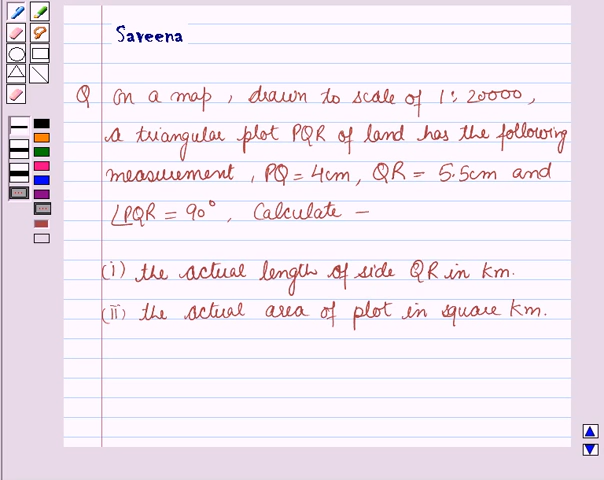 Saveena
Q On a map, drawn to scale of 1:20000,
a triangular plot PQR of land has the following
measurement, PQ = 4cm, QR = 5.5cm and
∠PQR = 90°, Calculate —
(i) the actual length of side QR in km.
(ii) the actual area of plot in square km.